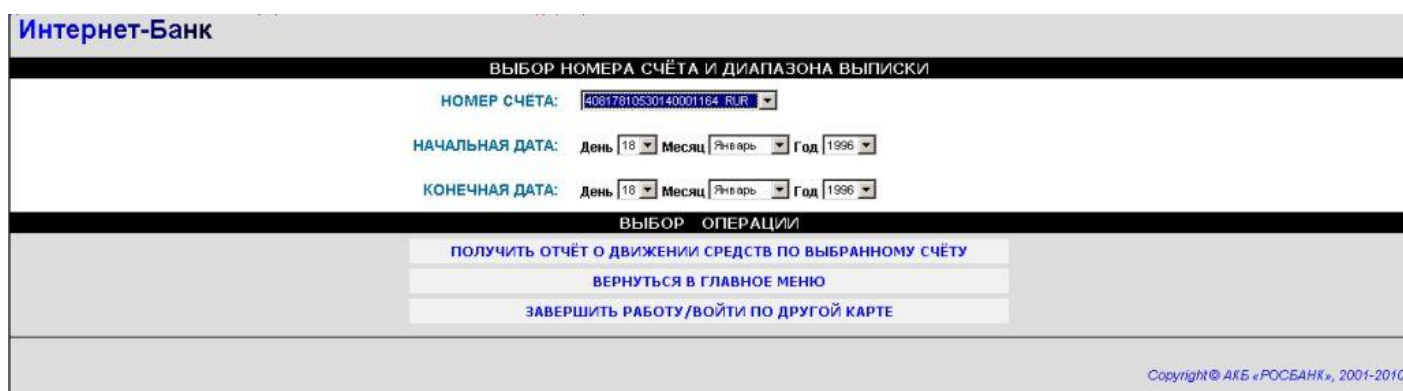 Интернет-Банк
ВЫБОР НОМЕРА СЧЁТА И ДИАПАЗОНА ВЫПИСКИ
НОМЕР СЧЁТА: 40817810530140001164 RUR
НАЧАЛЬНАЯ ДАТА: День 18 Месяц Январь Год 1996
КОНЕЧНАЯ ДАТА: День 18 Месяц Январь Год 1996
ВЫБОР ОПЕРАЦИИ
ПОЛУЧИТЬ ОТЧЁТ О ДВИЖЕНИИ СРЕДСТВ ПО ВЫБРАННОМУ СЧЁТУ
ВЕРНУТЬСЯ В ГЛАВНОЕ МЕНЮ
ЗАВЕРШИТЬ РАБОТУ/ВОЙТИ ПО ДРУГОЙ КАРТЕ
Copyright © АКБ «РОСБАНК», 2001-2010